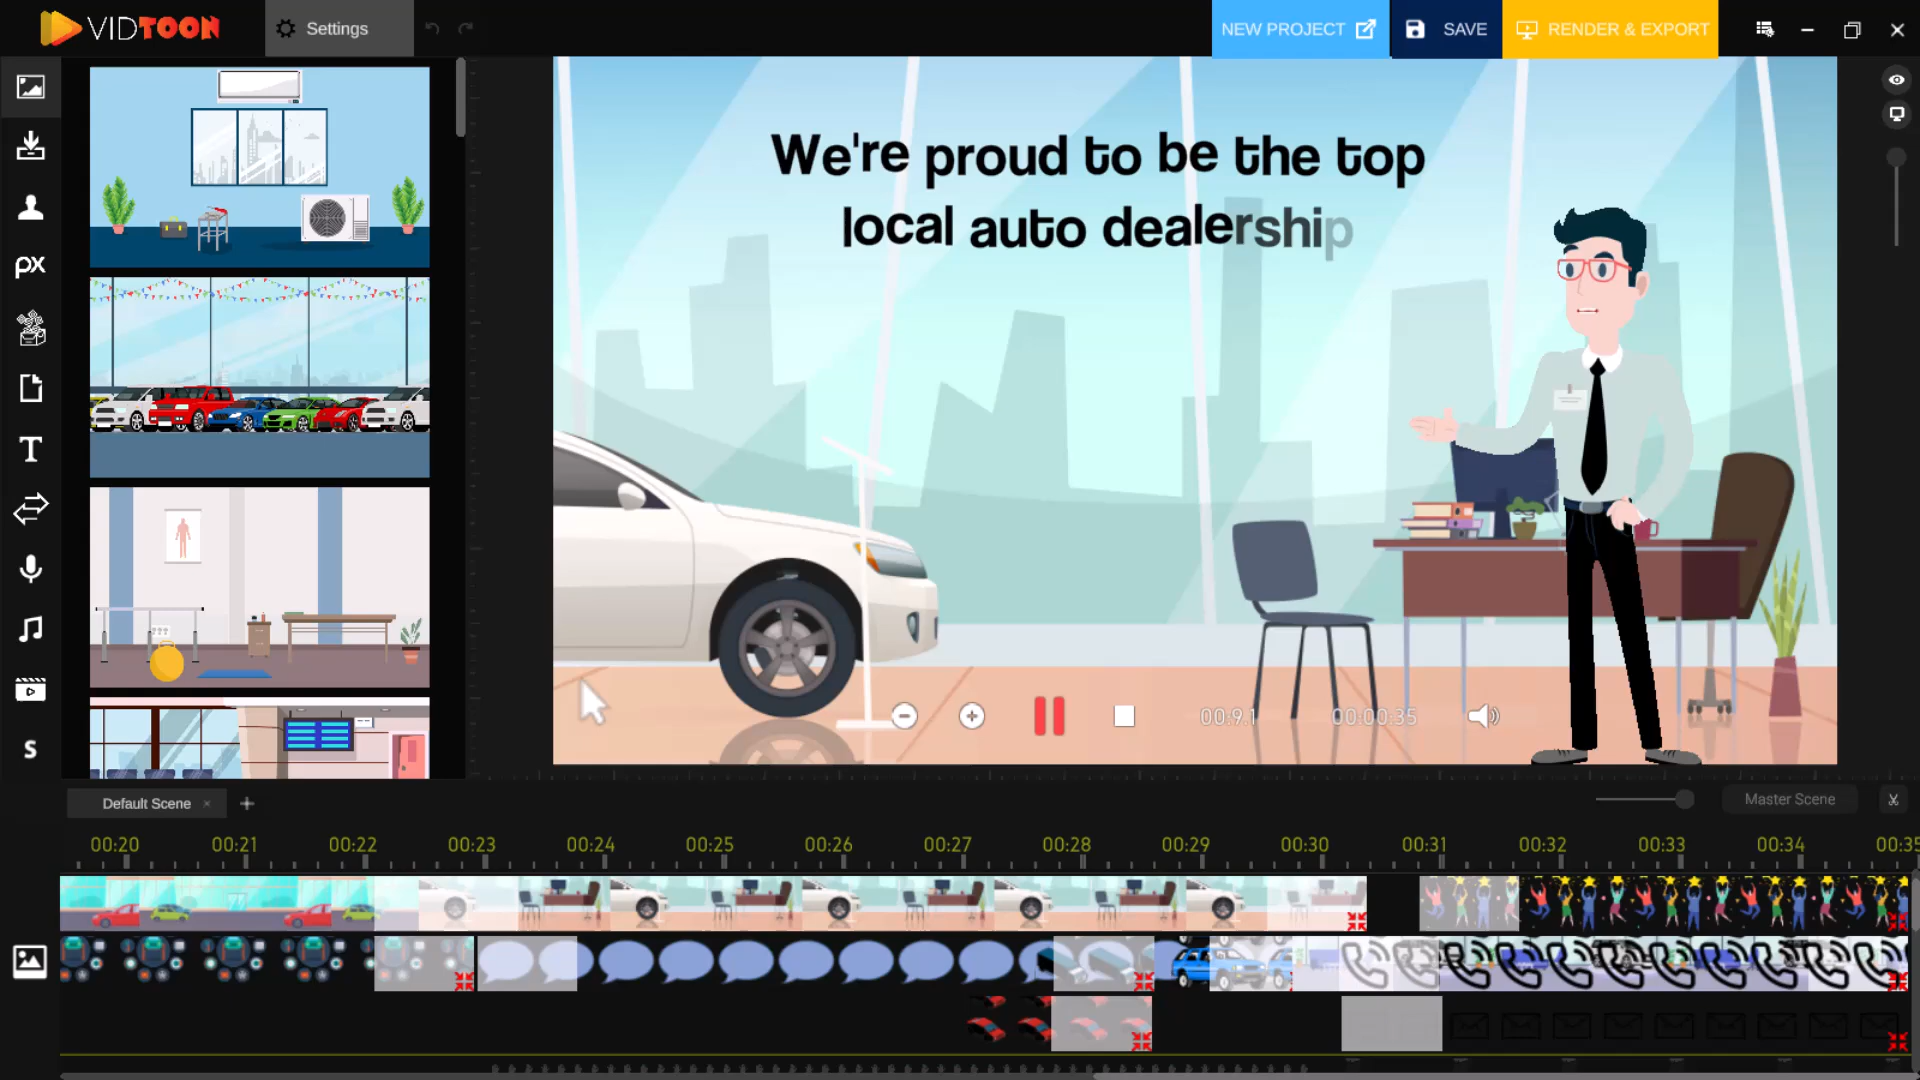 VIDTOON
Settings
NEW PROJECT
SAVE
RENDER & EXPORT
px
T
S
We're proud to be the top
local auto dealership
00:9.1
00:00:35
Default Scene
Master Scene
00:20 00:21 00:22 00:23 00:24 00:25 00:26 00:27 00:28 00:29 00:30 00:31 00:32 00:33 00:34 00:35